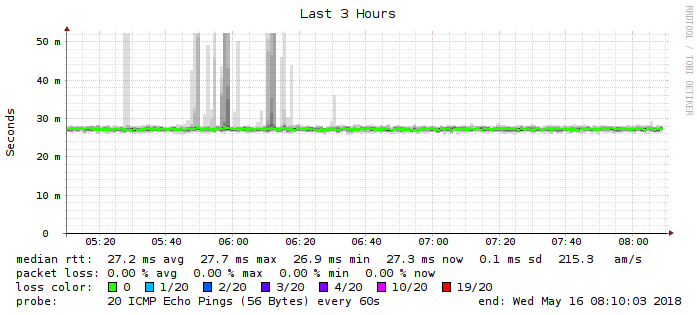 Last 3 Hours
RRDTOOL / TOBI OETIKER
Seconds
50 m
40 m
30 m
20 m
10 m
0
05:20 05:40 06:00 06:20 06:40 07:00 07:20 07:40 08:00
median rtt: 27.2 ms avg 27.7 ms max 26.9 ms min 27.3 ms now 0.1 ms sd 215.3 am/s
packet loss: 0.00 % avg 0.00 % max 0.00 % min 0.00 % now
loss color: 0 1/20 2/20 3/20 4/20 10/20 19/20
probe: 20 ICMP Echo Pings (56 Bytes) every 60s end: Wed May 16 08:10:03 2018